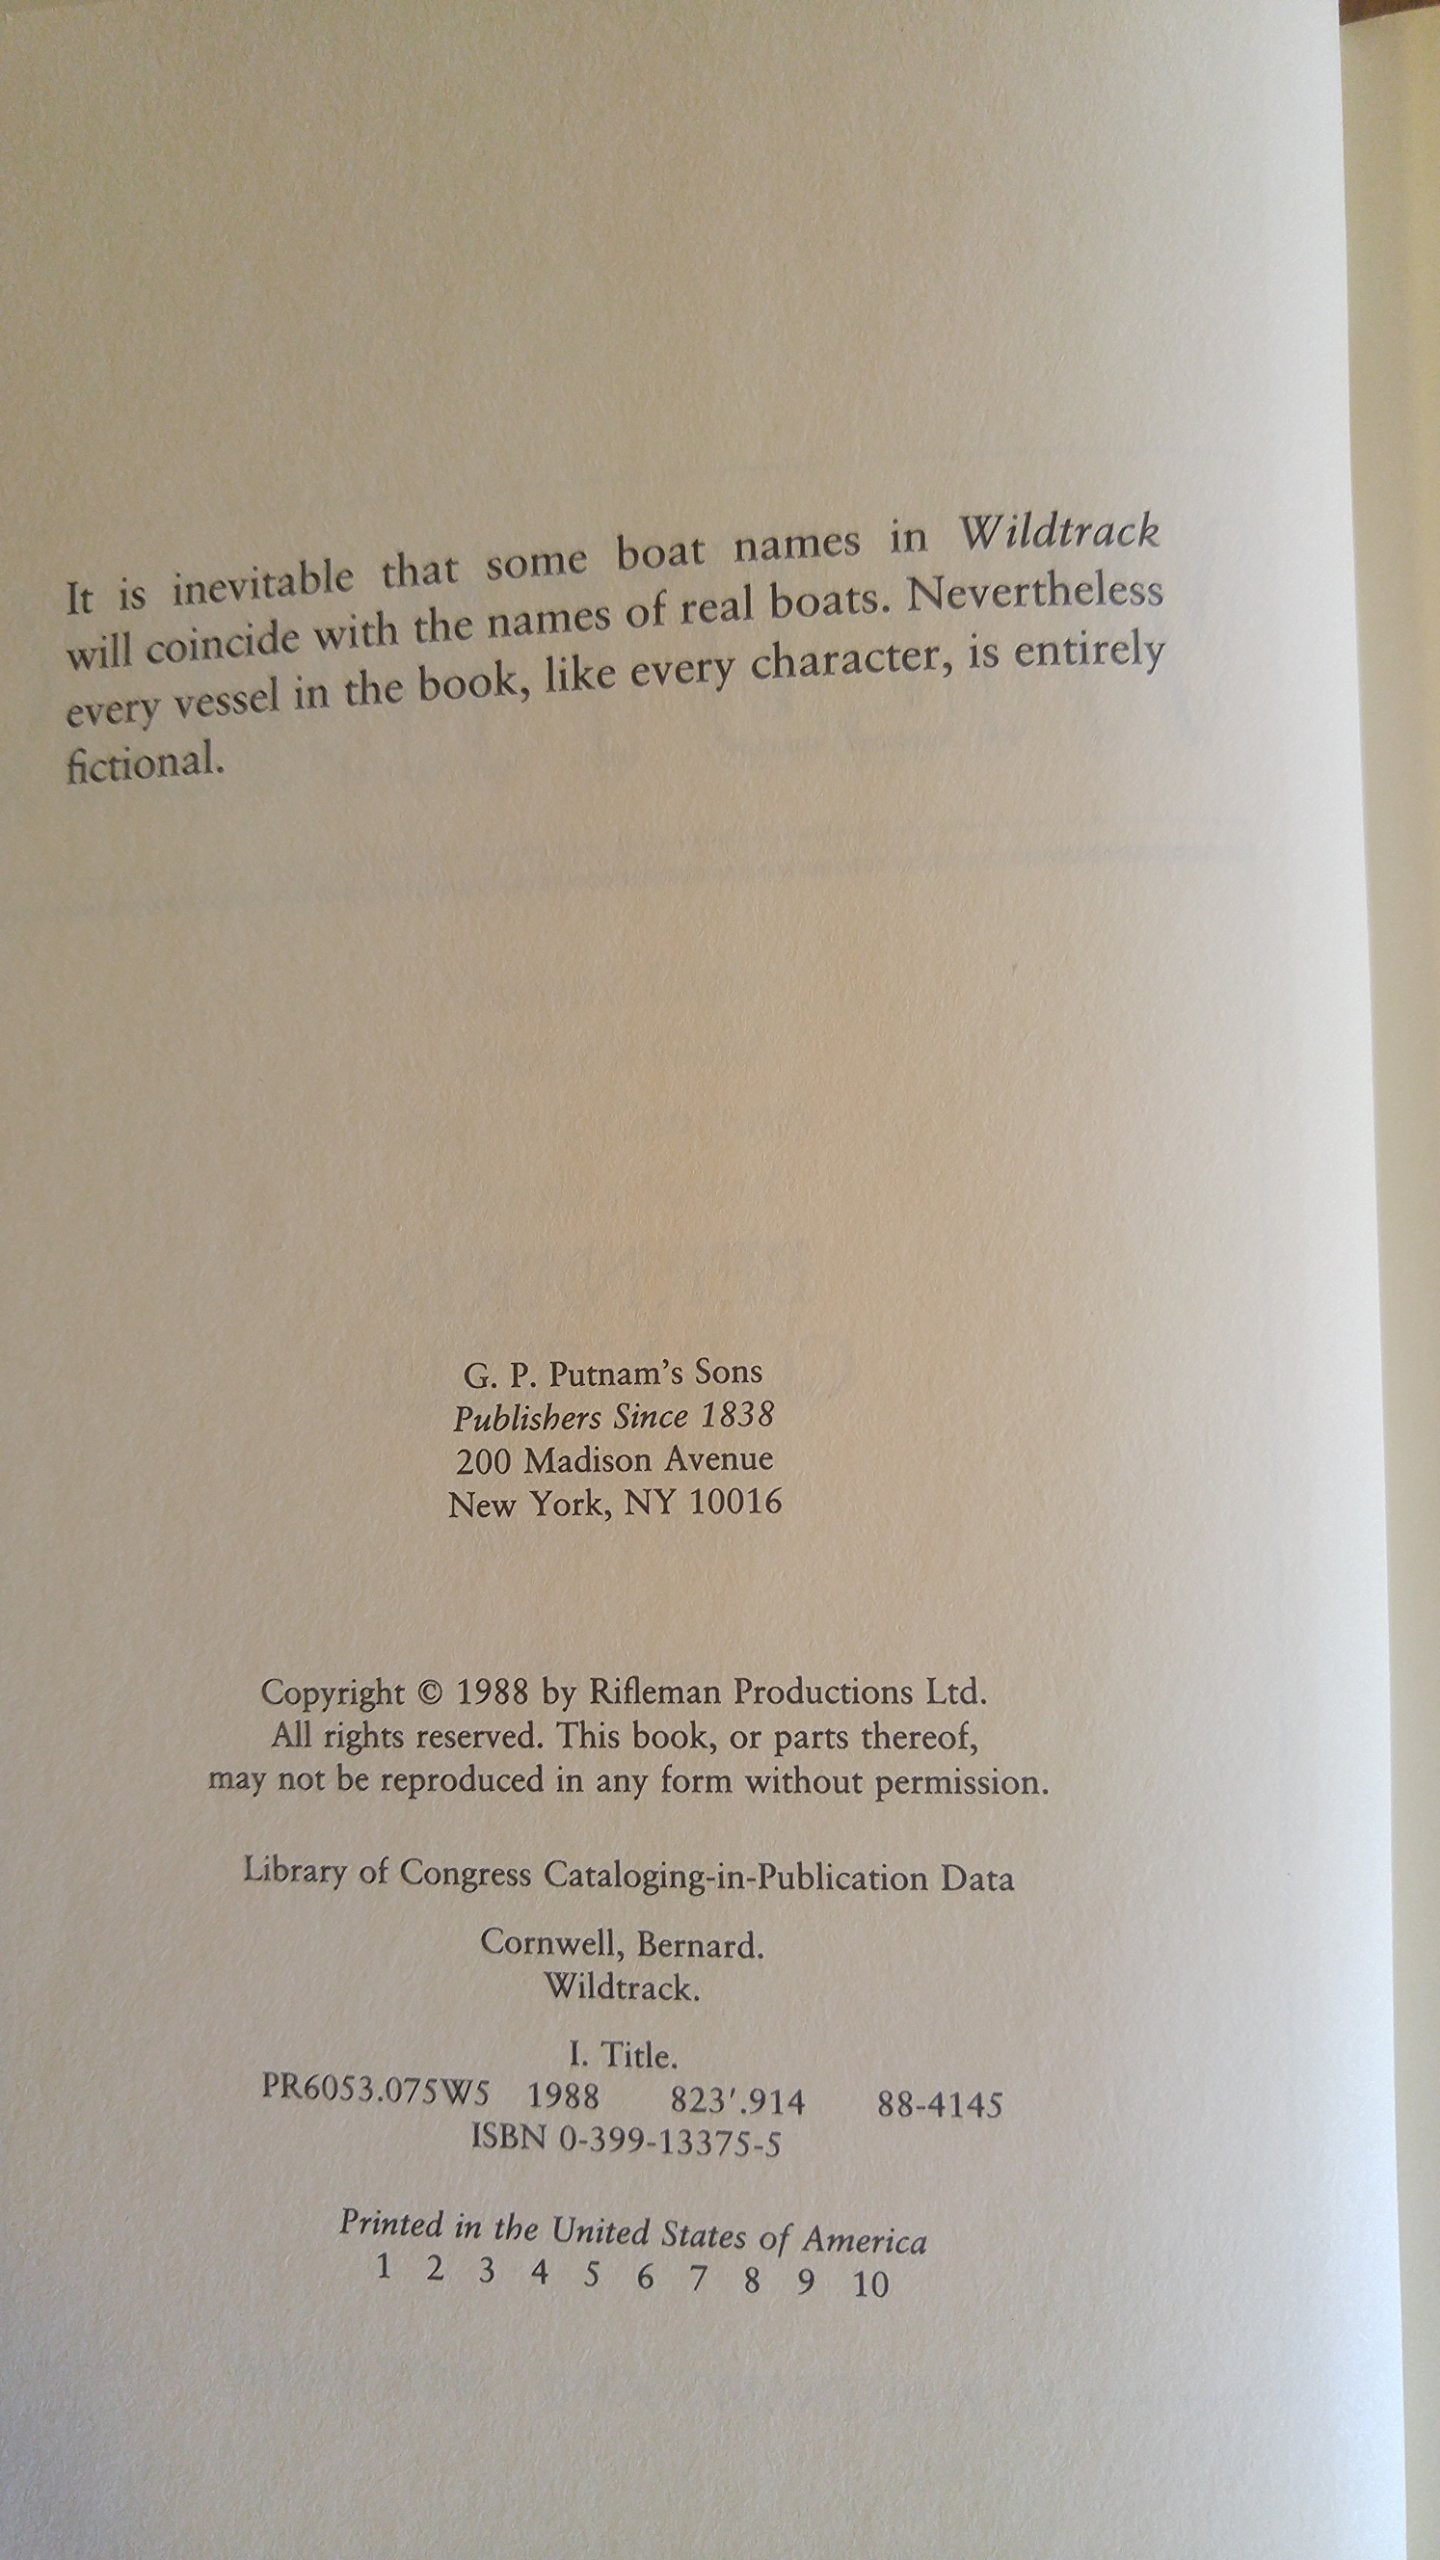 It is inevitable that some boat names in Wildtrack
will coincide with the names of real boats. Nevertheless
every vessel in the book, like every character, is entirely
fictional.
G. P. Putnam's Sons
Publishers Since 1838
200 Madison Avenue
New York, NY 10016
Copyright © 1988 by Rifleman Productions Ltd.
All rights reserved. This book, or parts thereof,
may not be reproduced in any form without permission.
Library of Congress Cataloging-in-Publication Data
Cornwell, Bernard.
Wildtrack.
I. Title.
PR6053.075W5 1988 823′.914 88-4145
ISBN 0-399-13375-5
Printed in the United States of America
1 2 3 4 5 6 7 8 9 10